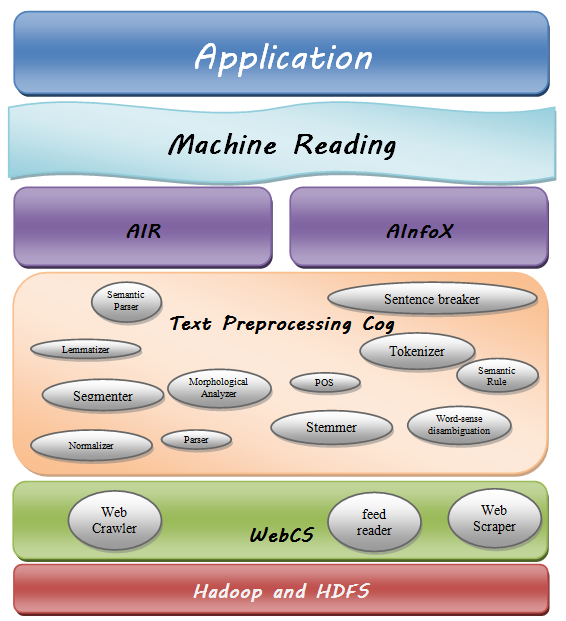 Application
Machine Reading
AIR
AInfoX
Semantic
Parser
Sentence breaker
Text Preprocessing Cog
Lemmatizer
Tokenizer
Semantic
Rule
Segmenter
Morphological
Analyzer
POS
Stemmer
Word-sense
disambiguation
Normalizer
Parser
Web
Crawler
WebCS
feed
reader
Web
Scraper
Hadoop and HDFS